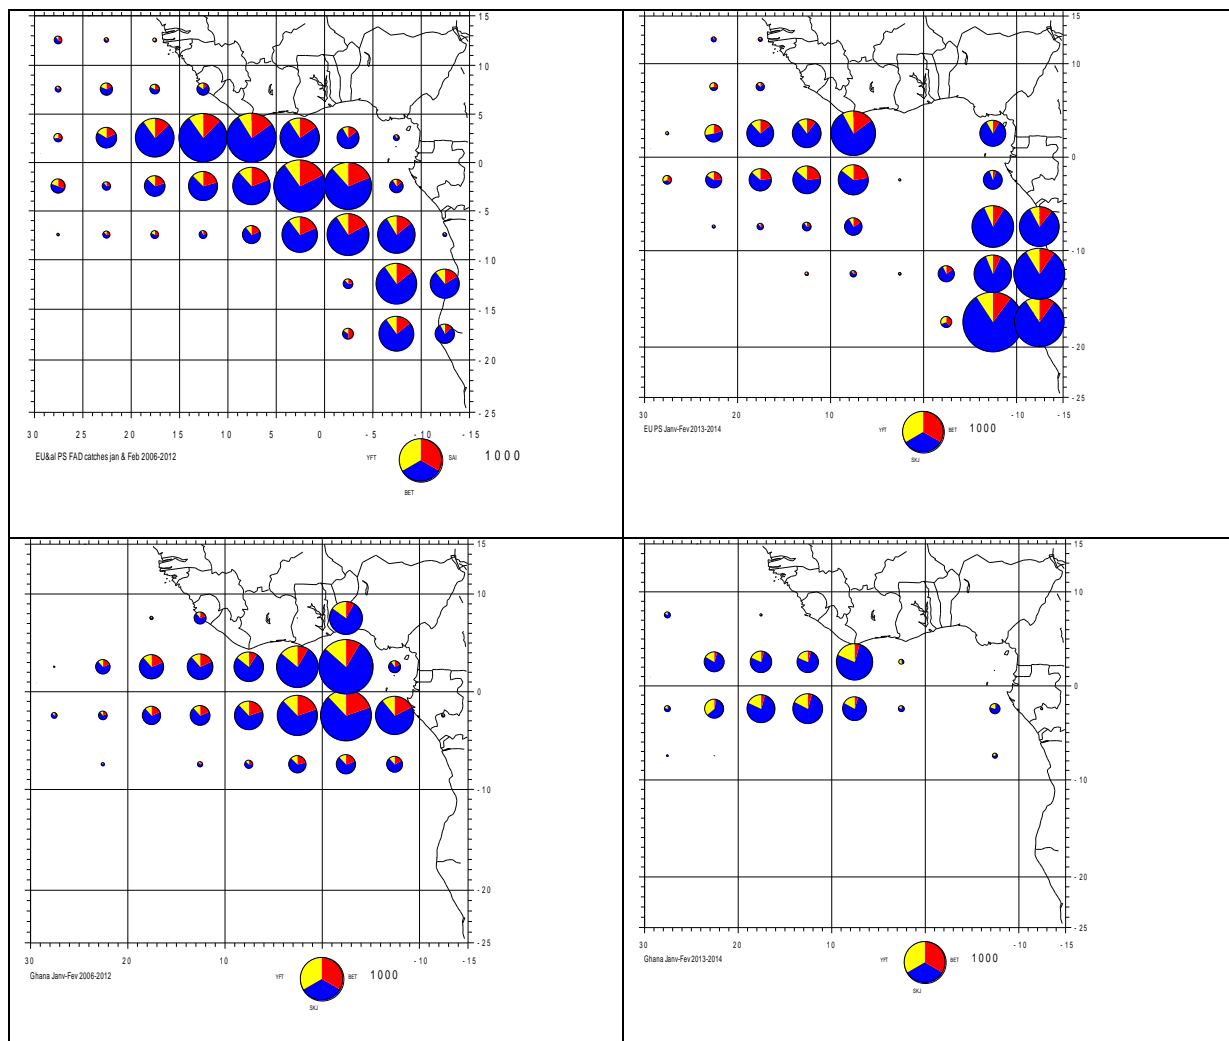 15
10
5
0
- 5
- 10
- 15
- 20
- 25
30 25 20 15 10 5 0 - 5 - 10 - 15
EU&al PS FAD catches jan & Feb 2006-2012
YFT SAI 1000
BET
15
10
0
- 10
- 20
- 25
30 20 10 - 10 - 15
EU PS Janv-Fev 2013-2014
YFT BET 1000
SKJ
15
10
0
- 10
- 20
- 25
30 20 10 0 - 10 - 15
Ghana Janv-Fev 2006-2012
YFT BET 1000
SKJ
15
10
0
- 10
- 20
- 25
30 20 10 0 - 10 - 15
Ghana Janv-Fev 2013-2014
YFT BET 1000
SKJ